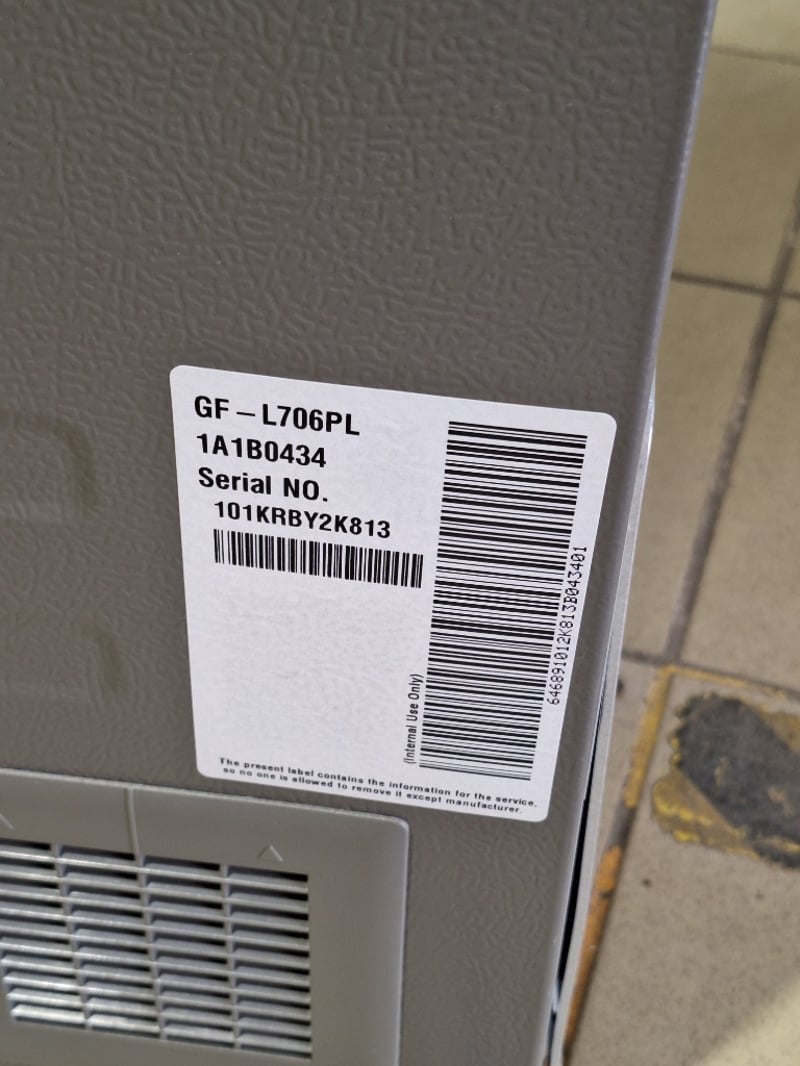 GF – L706PL
1A1B0434
Serial NO.
101KRBY2K813
646891012K813B043401
(Internal Use Only)
The present label contains the information for the service,
so no one is allowed to remove it except manufacturer.